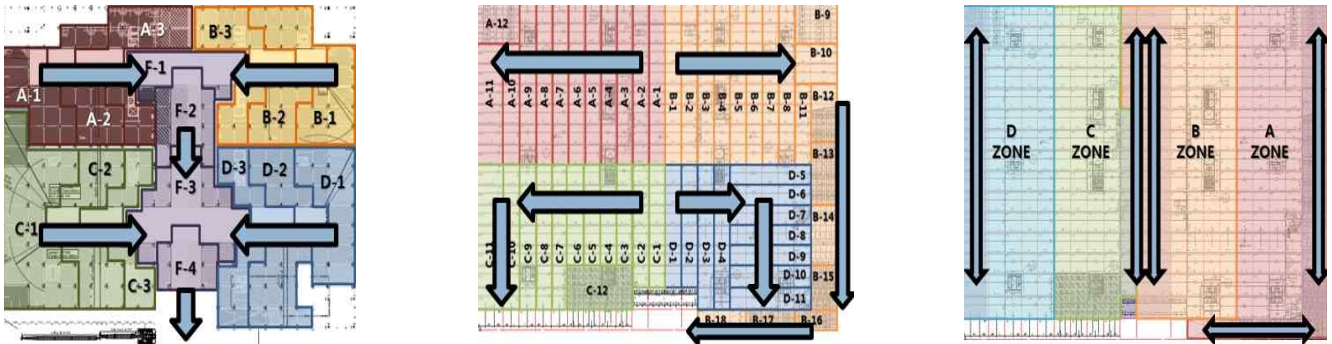 A-3
B-3
F-1
A-1
F-2
A-2
B-2
B-1
C-2
D-3
D-2
D-1
F-3
C-1
F-4
C-3
A-12
B-9
B-10
A-11
A-10
A-9
A-8
A-7
A-6
A-5
A-4
A-3
A-2
A-1
B-1
B-2
B-3
B-4
B-5
B-6
B-7
B-8
B-11
B-12
B-13
D-5
D-6
D-7
B-14
D-8
D-9
D-10
B-15
D-11
C-11
C-10
C-9
C-8
C-7
C-6
C-5
C-4
C-3
C-2
C-1
D-1
D-2
D-3
D-4
C-12
B-18
B-17
B-16
D
ZONE
C
ZONE
B
ZONE
A
ZONE